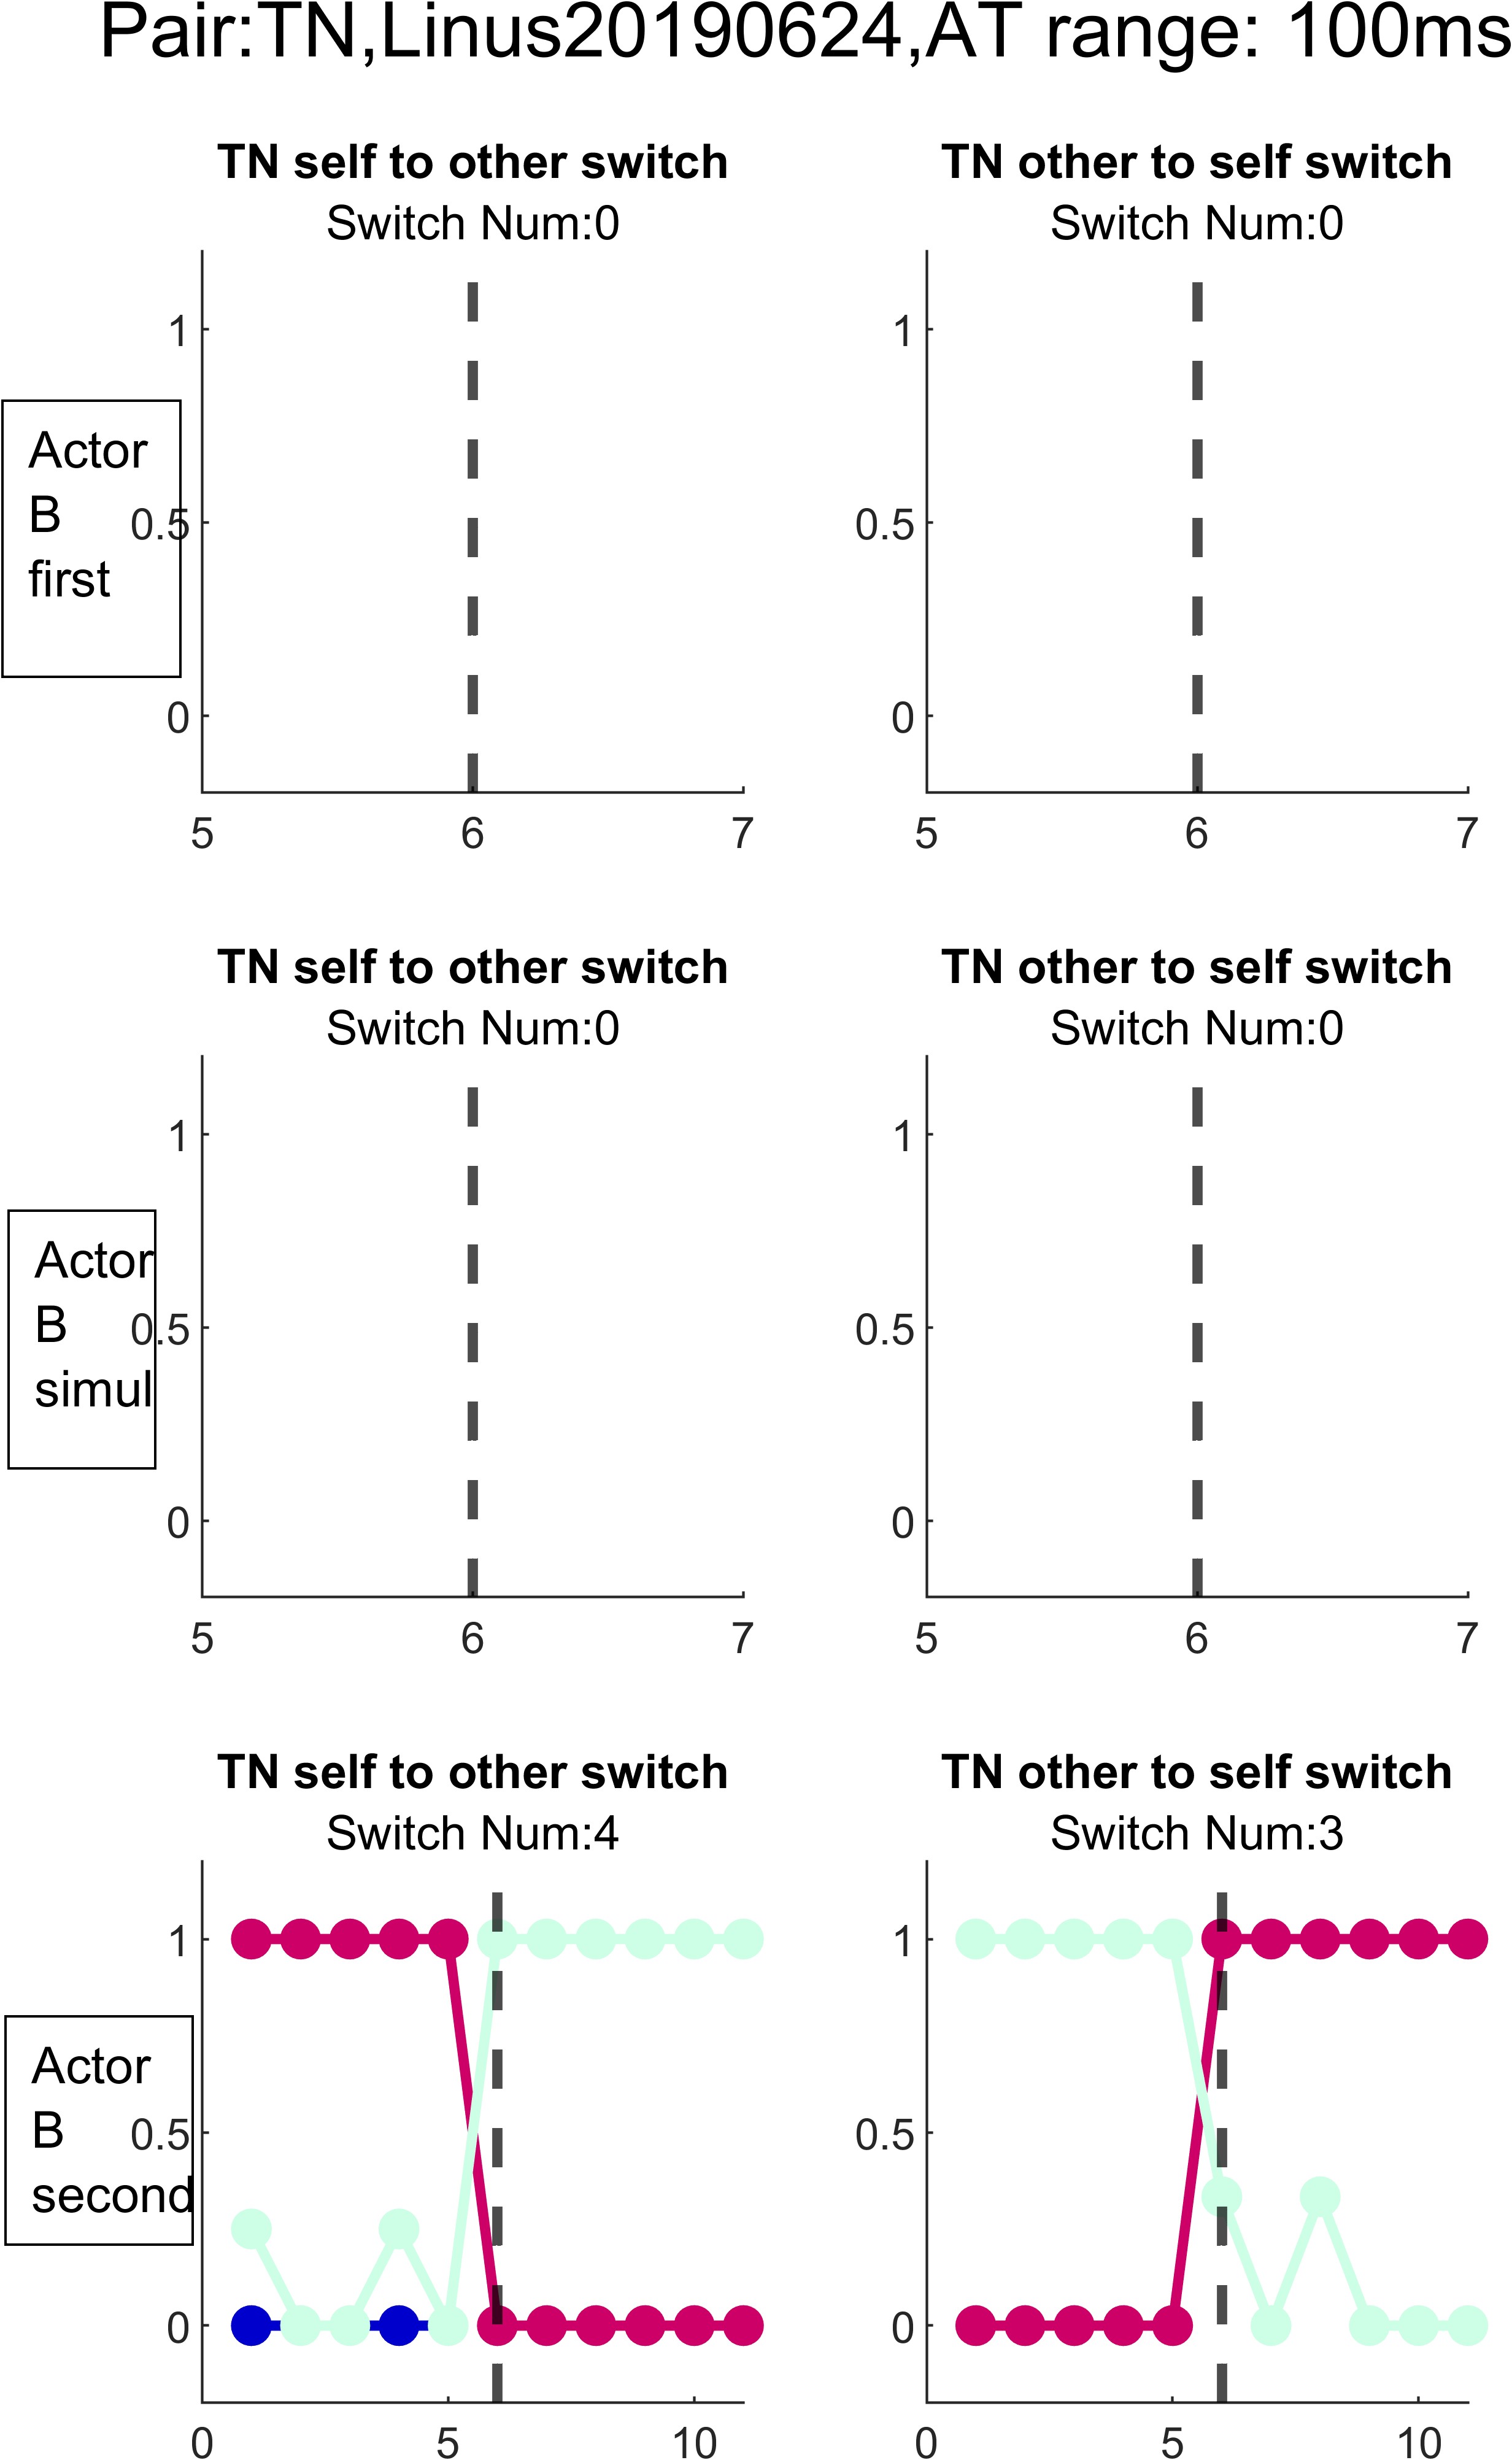 Pair:TN,Linus20190624,AT range: 100ms
TN self to other switch
Switch Num:0
1
0.5
0
5 6 7
TN other to self switch
Switch Num:0
1
0.5
0
5 6 7
Actor
B
first
TN self to other switch
Switch Num:0
1
0.5
0
5 6 7
TN other to self switch
Switch Num:0
1
0.5
0
5 6 7
Actor
B
simul
TN self to other switch
Switch Num:4
1
0.5
0
0 5 10
TN other to self switch
Switch Num:3
1
0.5
0
0 5 10
Actor
B
second